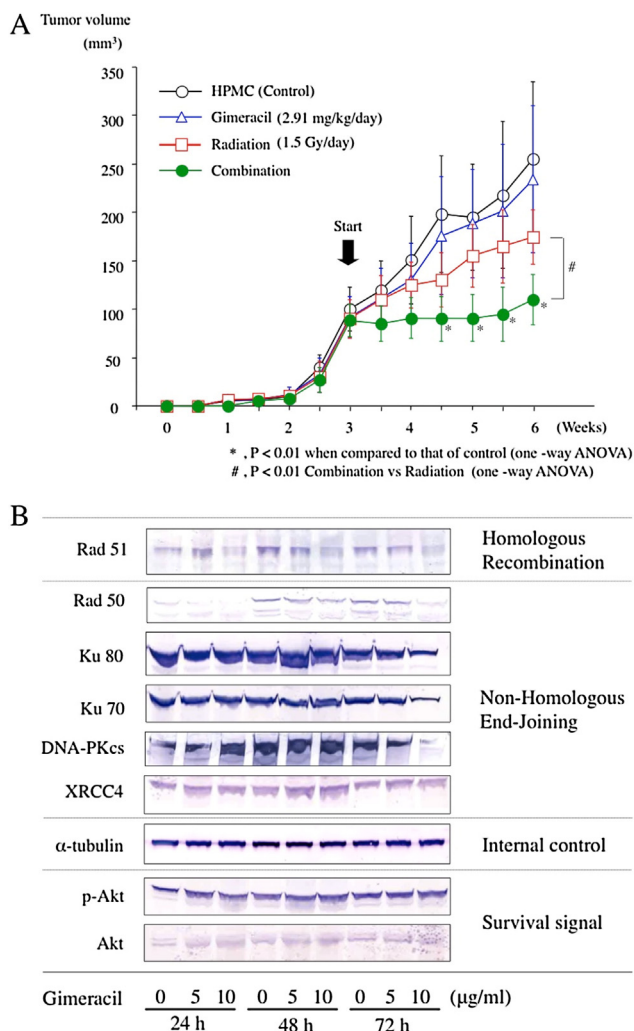 A
Tumor volume
(mm³)
350
300
250
200
150
100
50
0
HPMC (Control)
Gimeracil (2.91 mg/kg/day)
Radiation (1.5 Gy/day)
Combination
Start
#
* * * *
0 1 2 3 4 5 6 (Weeks)
* , P < 0.01 when compared to that of control (one -way ANOVA)
# , P < 0.01 Combination vs Radiation (one -way ANOVA)
B
Rad 51
Homologous
Recombination
Rad 50
Ku 80
Ku 70
DNA-PKcs
XRCC4
Non-Homologous
End-Joining
α-tubulin
Internal control
p-Akt
Akt
Survival signal
Gimeracil 0 5 10 0 5 10 0 5 10 (μg/ml)
24 h 48 h 72 h